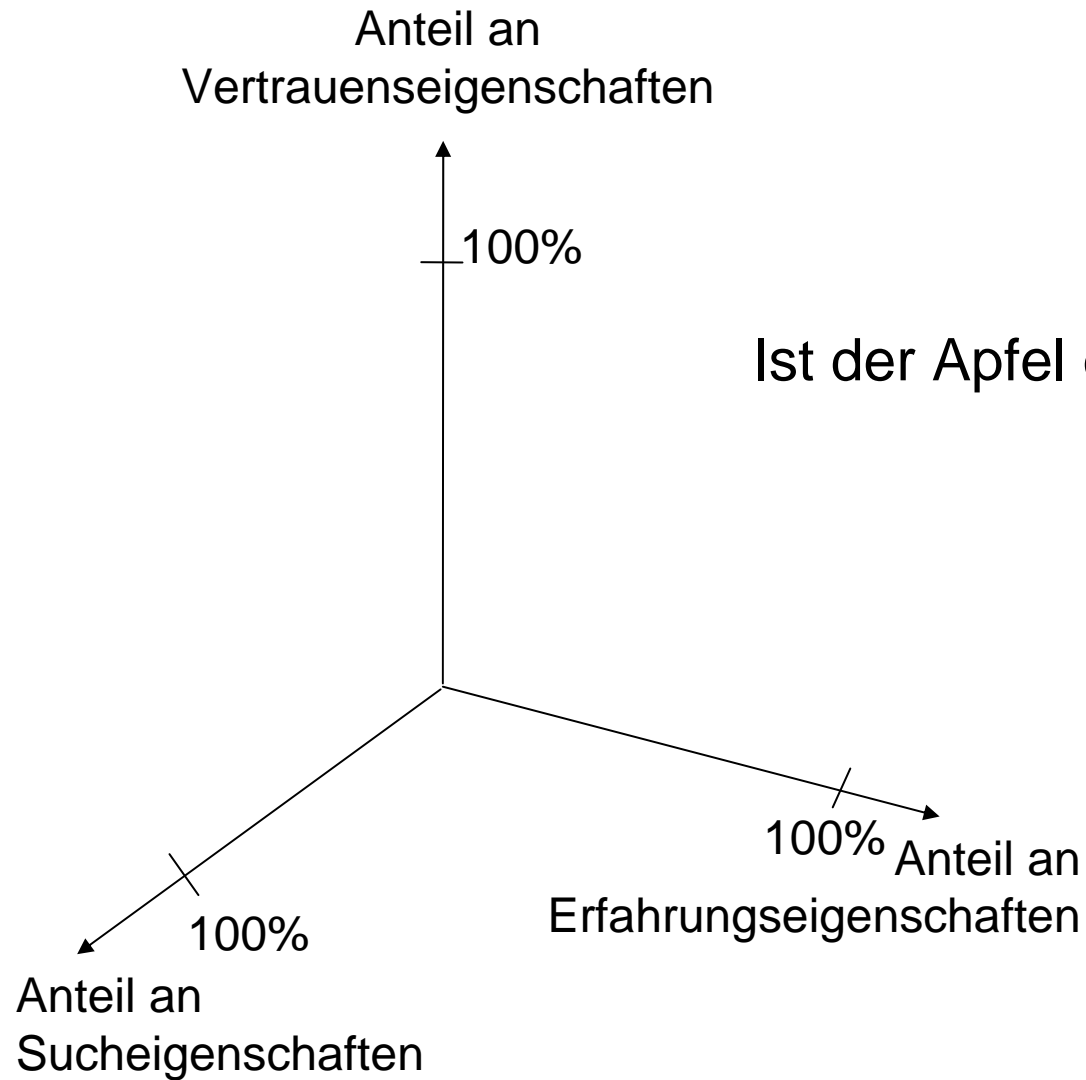 Anteil an
Vertrauenseigenschaften
100%
Ist der Apfel
100%
Anteil an
Erfahrungseigenschaften
100%
Anteil an
Sucheigenschaften